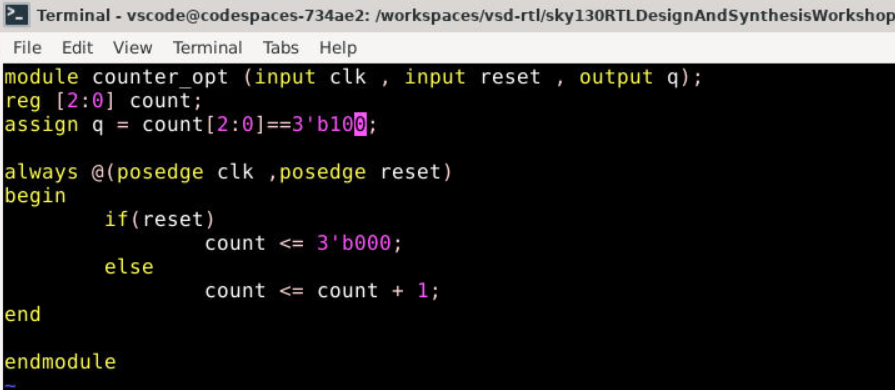 Terminal - vscode@codespaces-734ae2: /workspaces/vsd-rtl/sky130RTLDesignAndSynthesisWorkshop
File Edit View Terminal Tabs Help
module counter_opt (input clk , input reset , output q);
reg [2:0] count;
assign q = count[2:0]==3'b100;
always @(posedge clk ,posedge reset)
begin
if(reset)
count <= 3'b000;
else
count <= count + 1;
end
endmodule
~